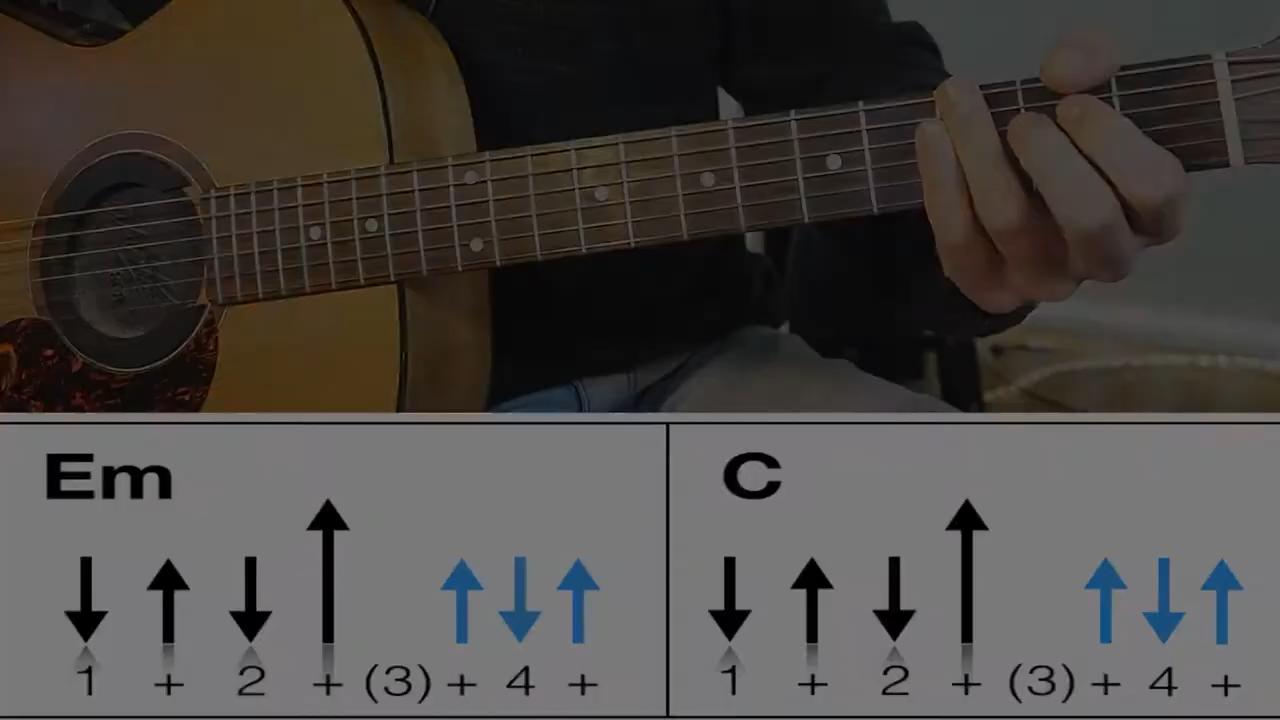 Em
C
1 + 2 + (3) + 4 +
1 + 2 + (3) + 4 +